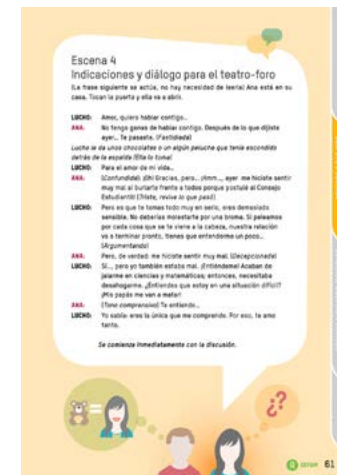 Escena 4
Indicaciones y diálogo para el teatro-foro
(La frase siguiente se actúa, no hay necesidad de leerla) Ana está en su
casa. Tocan la puerta y ella va a abrir.
LUCHO: Amor, quiero hablar contigo..
ANA: No tengo ganas de hablar contigo. Después de lo que dijiste
ayer... Te pasaste. (Fastidiada)
Lucho le da unos chocolates o un algún peluche que tenía escondido
detrás de la espalda (Ella lo toma)
LUCHO: Para el amor de mi vida...
ANA: (Confundida) ¡Oh! Gracias, pero... ¡Amm..., ayer me hiciste sentir
muy mal al burlarte frente a todos porque postulé al Consejo
Estudiantil! (Triste, revive lo que pasó)
LUCHO: Pero es que te tomas todo muy en serio, eres demasiado
sensible. No deberías molestarte por una broma. Si peleamos
por cada cosa que se te viene a la cabeza, nuestra relación
va a terminar pronto, tienes que entenderme un poco...
(Argumentando)
ANA: Pero, de verdad: me hiciste sentir muy mal. (Decepcionada)
LUCHO: Sí..., pero yo también estaba mal. ¡Entiéndeme! Acaban de
jalarme en ciencias y matemáticas; entonces, necesitaba
desahogarme. ¿Entiendes que estoy en una situación difícil?
¡Mis papás me van a matar!
ANA: (Tono comprensivo) Te entiendo...
LUCHO: Yo sabía: eres la única que me comprende. Por eso, te amo
tanto.
Se comienza inmediatamente con la discusión.
=
¿?
61